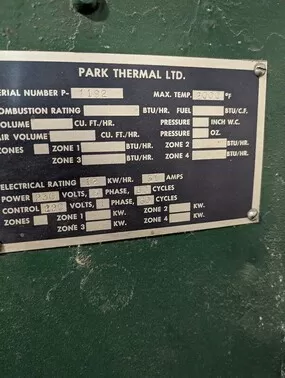 PARK THERMAL LTD.
SERIAL NUMBER P- 1182 MAX. TEMP. °F
COMBUSTION RATING BTU/HR. FUEL BTU/C.F.
VOLUME CU. FT./HR. PRESSURE INCH W.C.
AIR VOLUME CU. FT./HR. PRESSURE OZ.
ZONES ZONE 1 BTU/HR. ZONE 2 BTU/HR.
ZONE 3 BTU/HR. ZONE 4 BTU/HR.
ELECTRICAL RATING KW/HR. AMPS
POWER VOLTS, PHASE, CYCLES
CONTROL VOLTS, PHASE, CYCLES
ZONES ZONE 1 KW. ZONE 2 KW.
ZONE 3 KW. ZONE 4 KW.